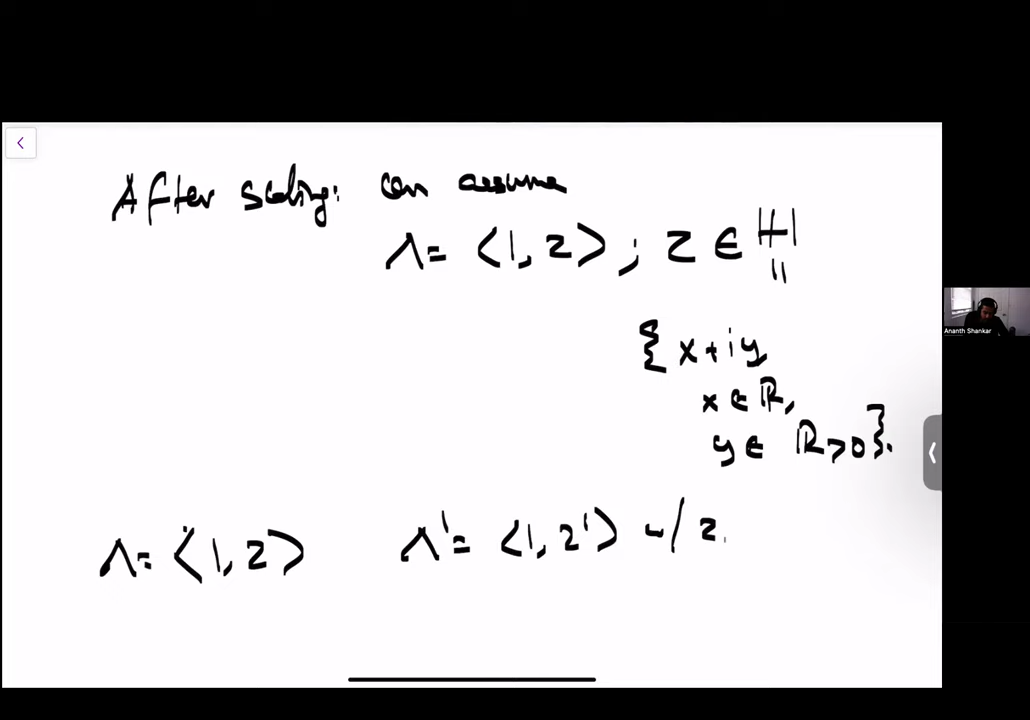 After scaling: can assume
Λ= <1, z> ; z ∈ ℍ
"
{ x + iy
x ∈ ℝ,
y ∈ ℝ>0 }.
Λ= <1, z> Λ'= <1, z'> w/ z
Ananth Shankar